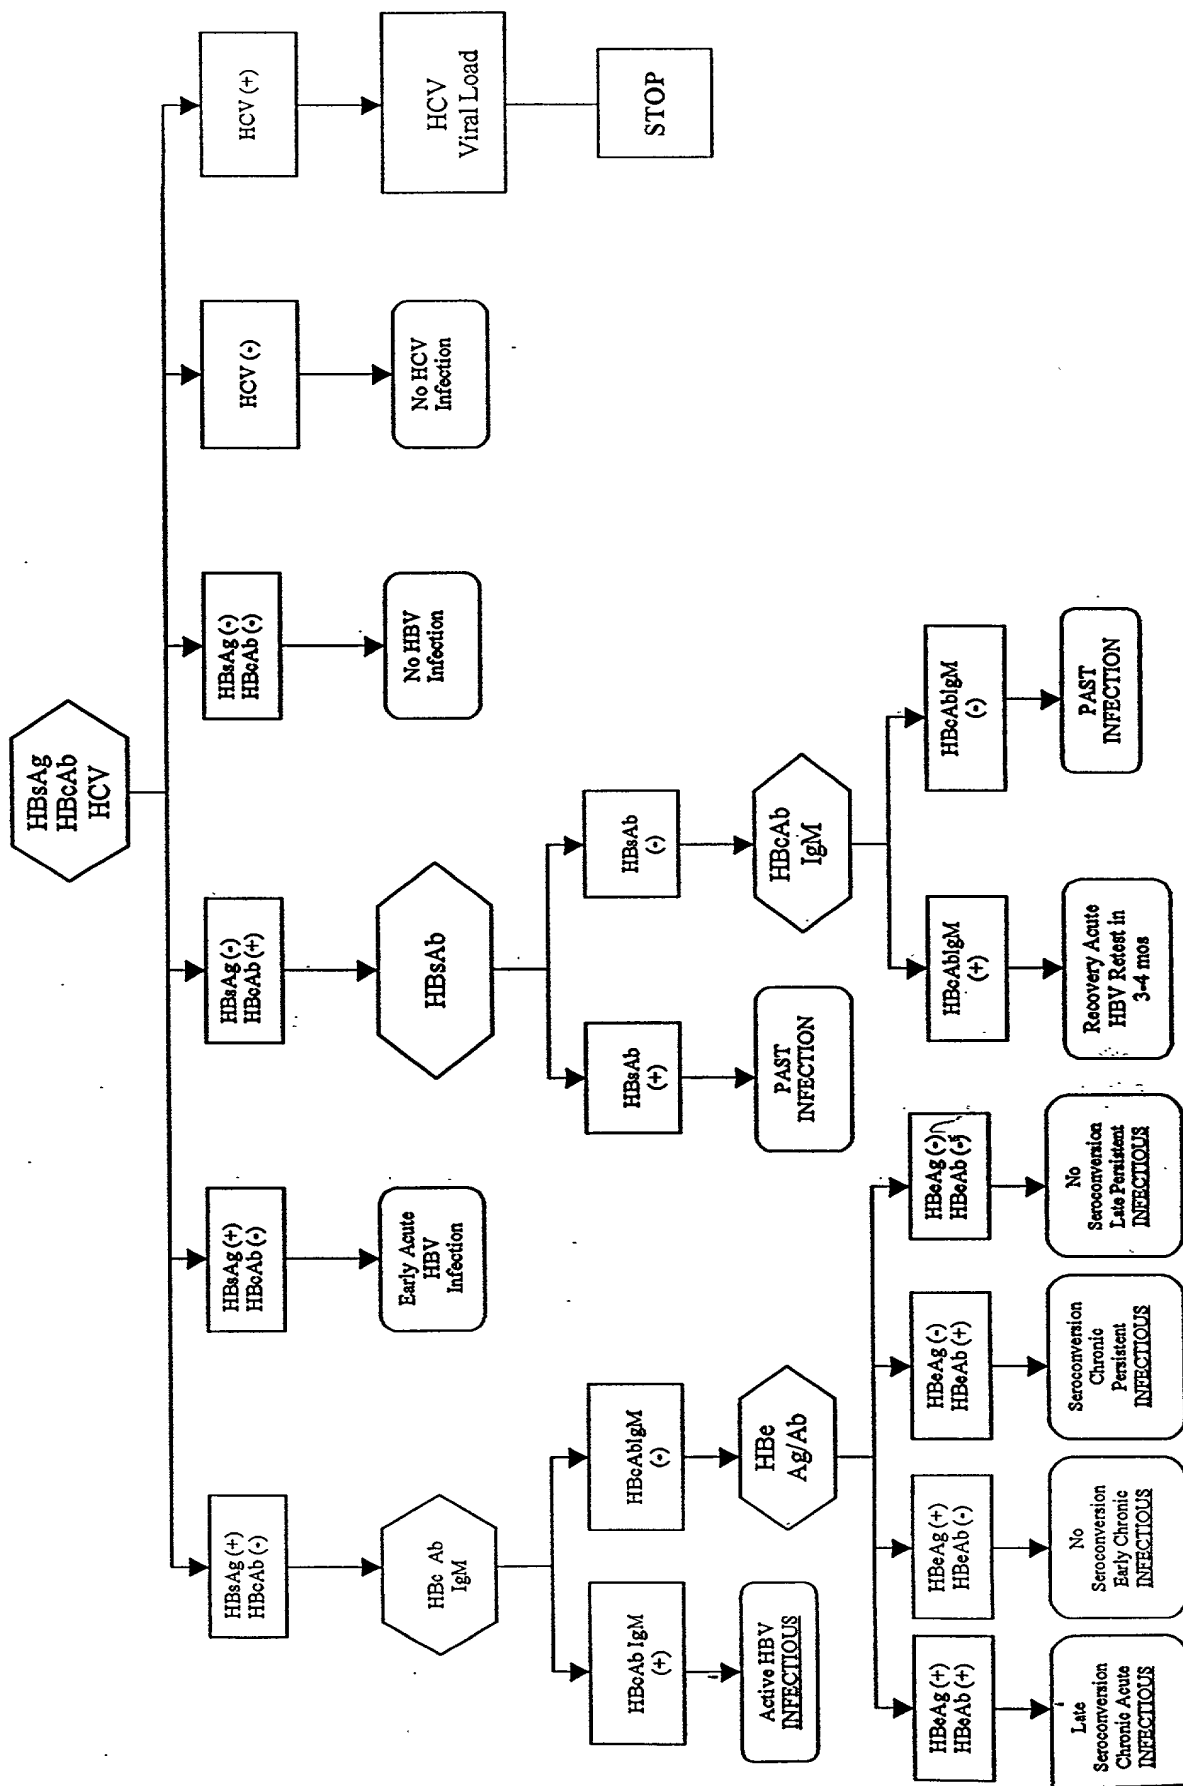 HBsAg
HBcAb
HCV
HBsAg (+)
HBcAb (-)
HBsAg (+)
HBcAb (-)
HBsAg (-)
HBcAb (+)
HBsAg (-)
HBcAb (-)
HCV (-)
HCV (+)
HBc Ab
IgM
Early Acute
HBV
Infection
HBsAb
No HBV
Infection
No HCV
Infection
HCV
Viral Load
HBcAb IgM
(+)
HBcAbIgM
(-)
HBsAb
(+)
HBsAb
(-)
STOP
Active HBV
INFECTIOUS
HBe
Ag/Ab
PAST
INFECTION
HBcAb
IgM
HBeAg (+)
HBeAb (+)
HBeAg (+)
HBeAb (-)
HBeAg (-)
HBeAb (+)
HBeAg (-)
HBeAb (-)
HBcAbIgM
(+)
HBcAbIgM
(-)
Late
Seroconversion
Chronic Acute
INFECTIOUS
No
Seroconversion
Early Chronic
INFECTIOUS
Seroconversion
Chronic
Persistent
INFECTIOUS
No
Seroconversion
Late Persistent
INFECTIOUS
Recovery Acute
HBV Retest in
3-4 mos
PAST
INFECTION